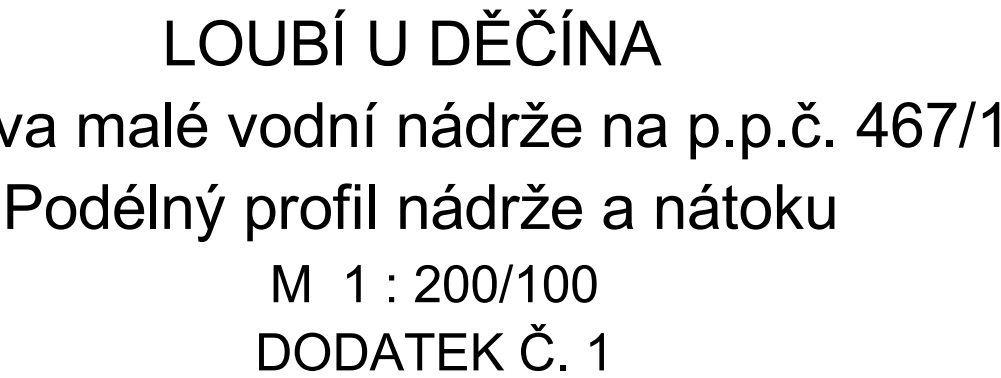 LOUBÍ U DĚČÍNA
va malé vodní nádrže na p.p.č. 467/1
Podélný profil nádrže a nátoku
M 1 : 200/100
DODATEK Č. 1